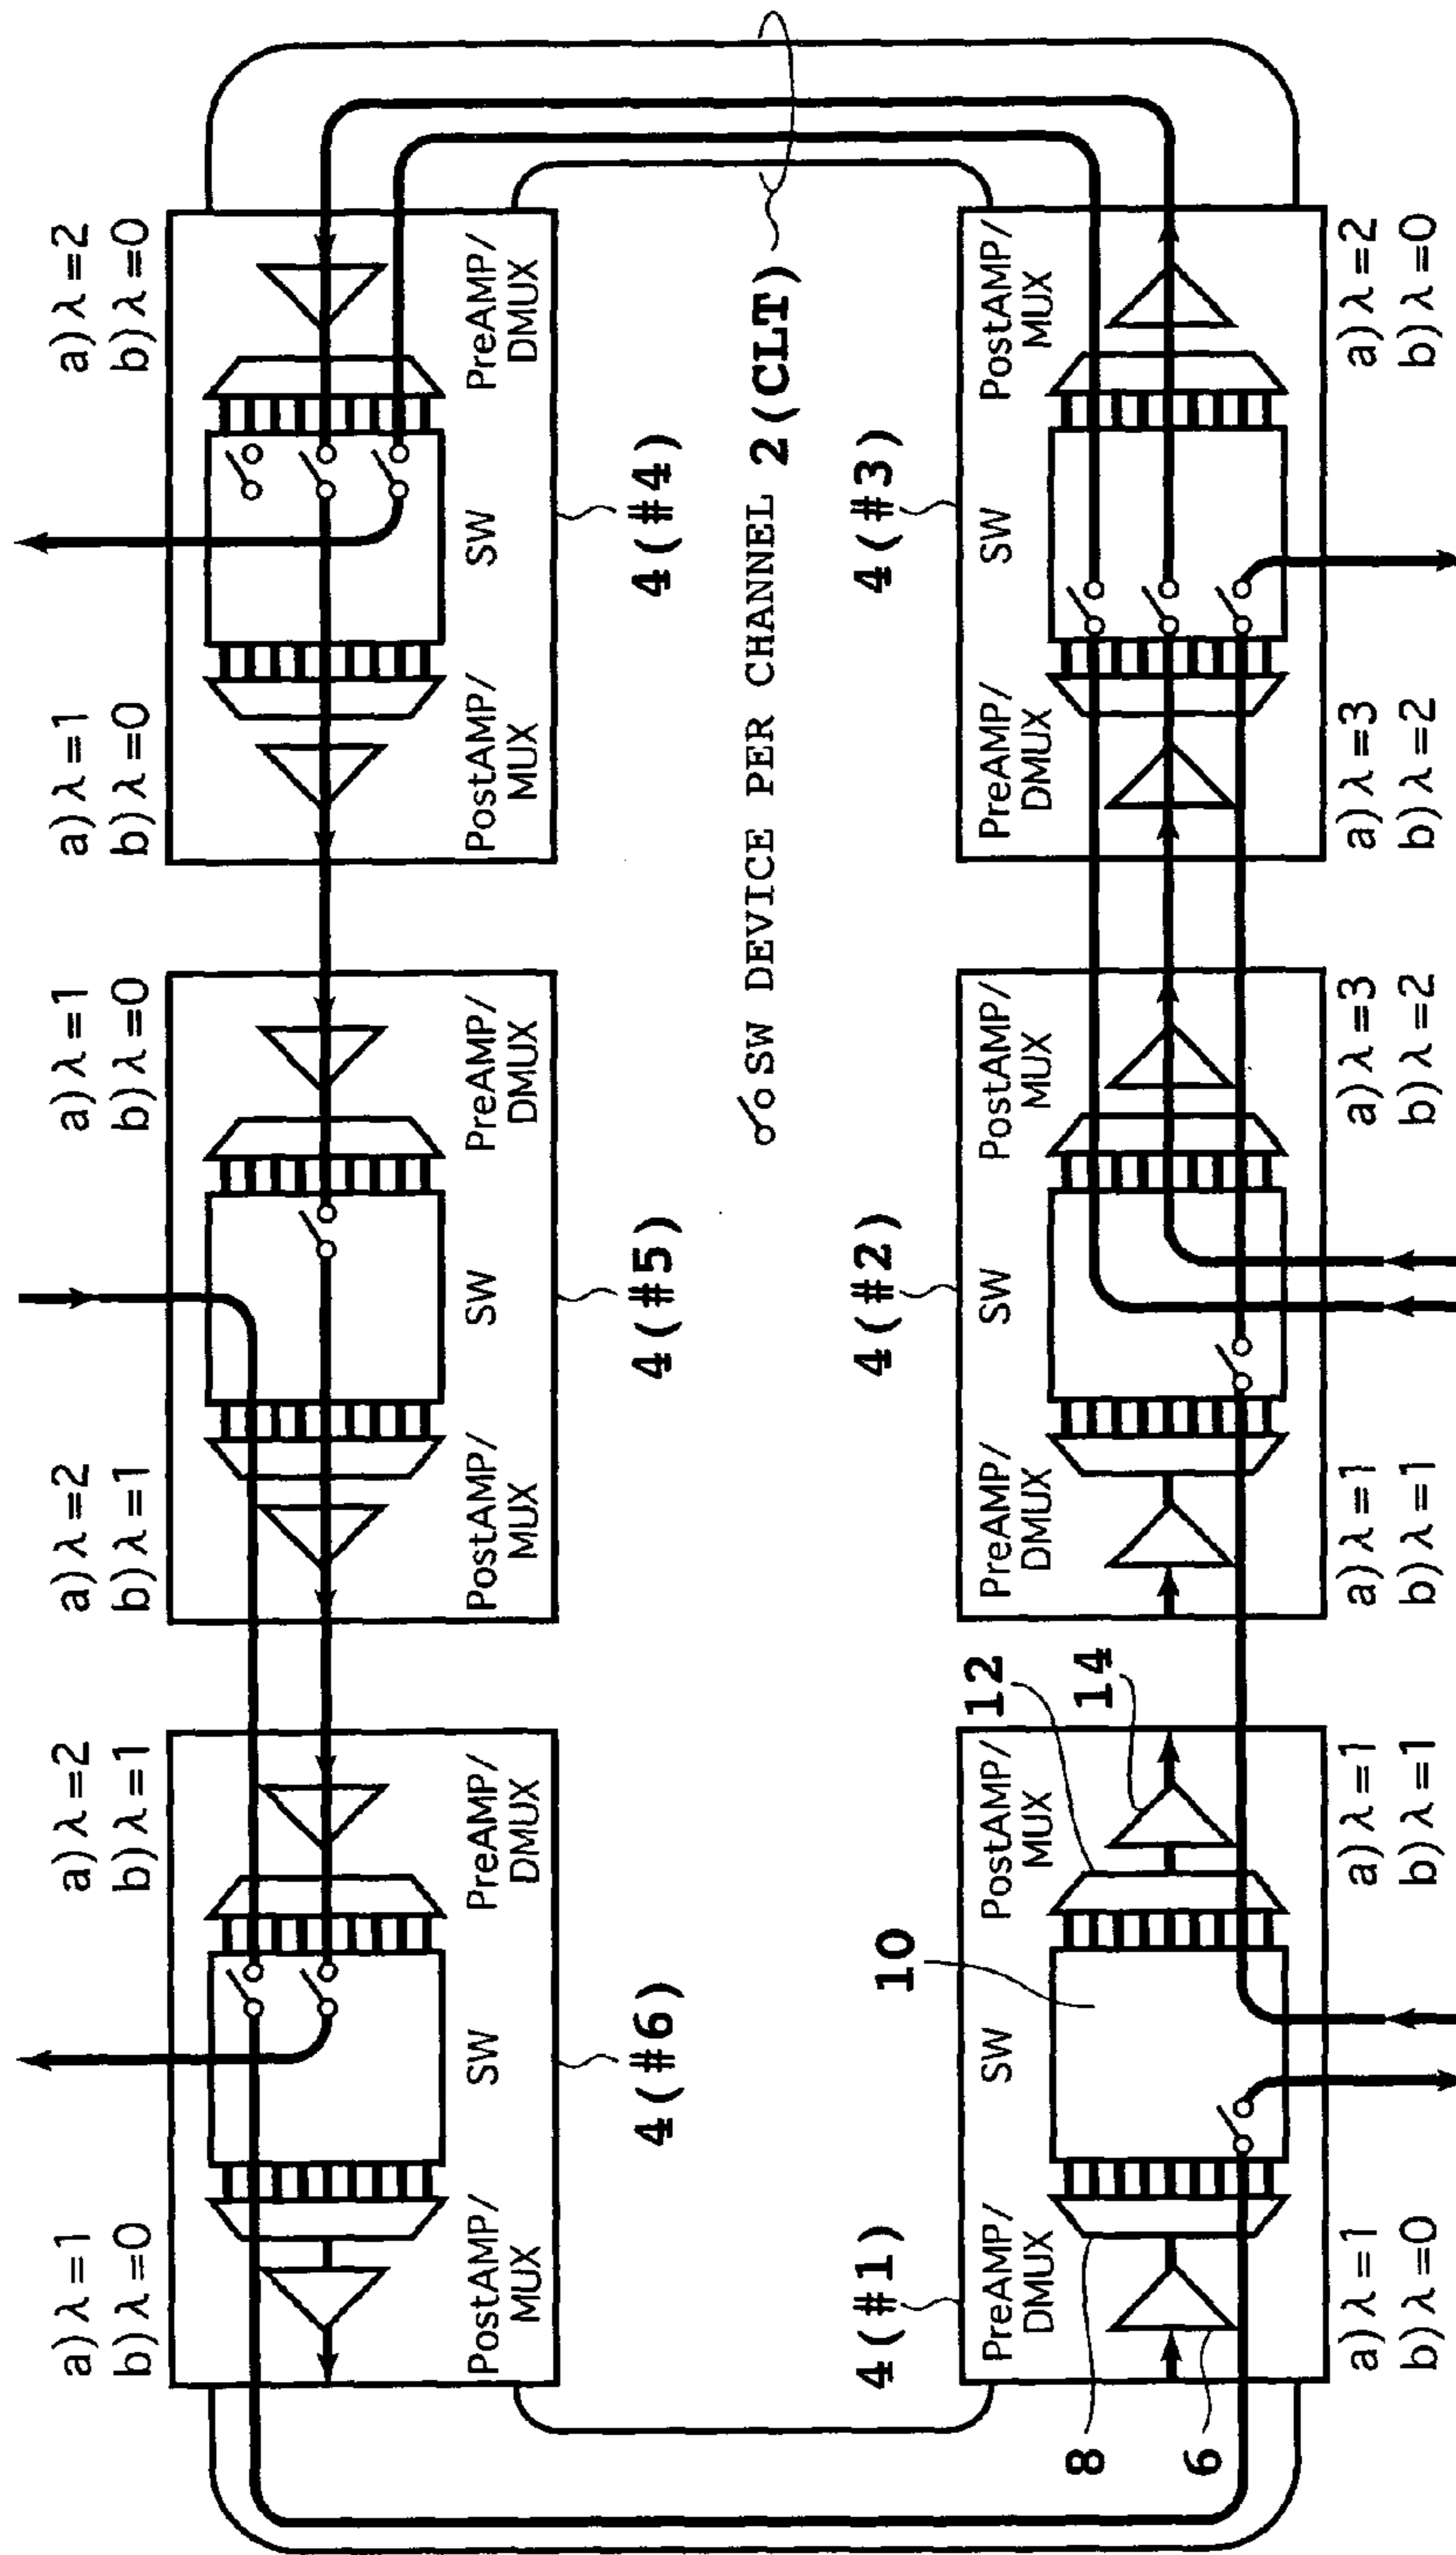 a) λ=1
b) λ=0
a) λ=2
b) λ=1
a) λ=2
b) λ=1
a) λ=1
b) λ=0
a) λ=1
b) λ=0
a) λ=2
b) λ=0
PostAMP/
MUX
SW
PreAMP/
DMUX
PostAMP/
MUX
SW
PreAMP/
DMUX
PostAMP/
MUX
SW
PreAMP/
DMUX
4(#6)
4(#5)
4(#4)
SW DEVICE PER CHANNEL
2(CLT)
4(#1)
10
4(#2)
4(#3)
PreAMP/
DMUX
SW
PostAMP/
MUX
12
14
PreAMP/
DMUX
SW
PostAMP/
MUX
PreAMP/
DMUX
SW
PostAMP/
MUX
8
6
a) λ=1
b) λ=0
a) λ=1
b) λ=1
a) λ=1
b) λ=1
a) λ=3
b) λ=2
a) λ=3
b) λ=2
a) λ=2
b) λ=0